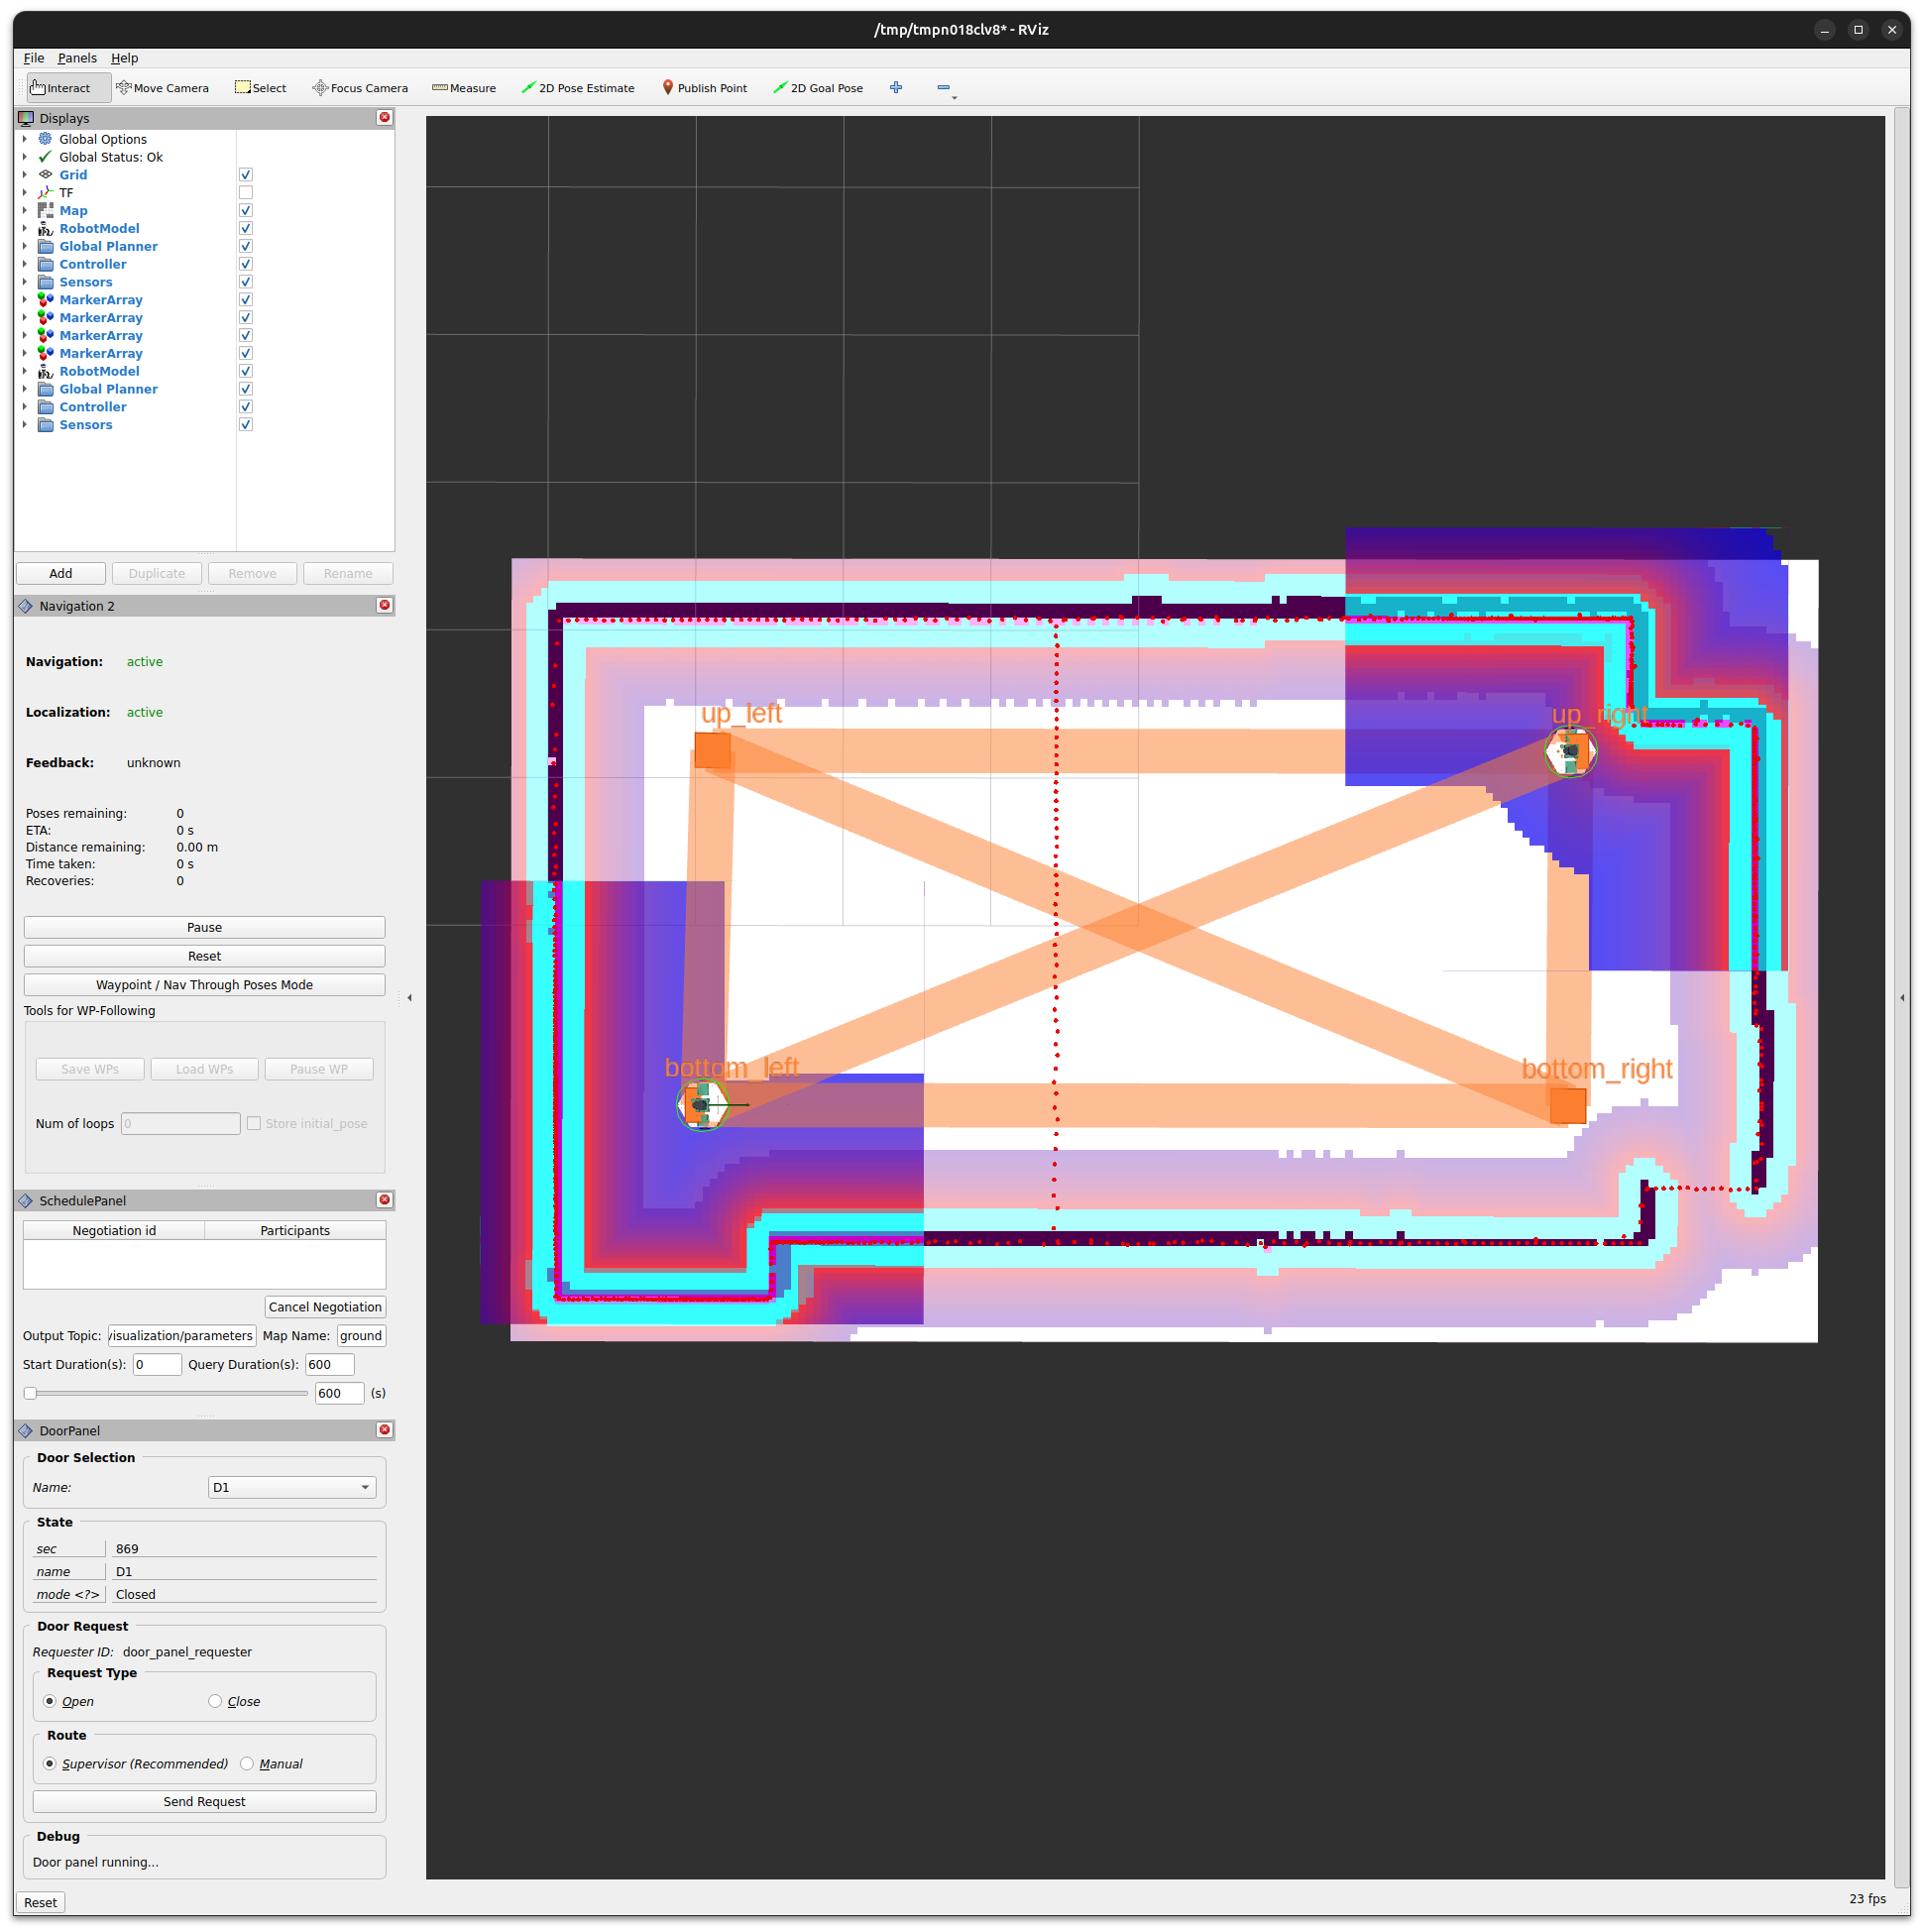 /tmp/tmpn018clv8* - RViz
File Panels Help
Interact Move Camera Select Focus Camera Measure 2D Pose Estimate Publish Point 2D Goal Pose
Displays
Global Options
Global Status: Ok
Grid
TF
Map
RobotModel
Global Planner
Controller
Sensors
MarkerArray
MarkerArray
MarkerArray
MarkerArray
RobotModel
Global Planner
Controller
Sensors
Add Duplicate Remove Rename
Navigation 2
Navigation: active
Localization: active
Feedback: unknown
Poses remaining: 0
ETA: 0 s
Distance remaining: 0.00 m
Time taken: 0 s
Recoveries: 0
Pause
Reset
Waypoint / Nav Through Poses Mode
Tools for WP-Following
Save WPs Load WPs Pause WP
Num of loops 0 Store initial_pose
SchedulePanel
Negotiation id Participants
Cancel Negotiation
Output Topic: /isualization/parameters Map Name: ground
Start Duration(s): 0 Query Duration(s): 600
600 (s)
DoorPanel
Door Selection
Name: D1
State
sec 869
name D1
mode <?> Closed
Door Request
Requester ID: door_panel_requester
Request Type
Open Close
Route
Supervisor (Recommended) Manual
Send Request
Debug
Door panel running...
Reset
up_left
up_right
bottom_left
bottom_right
23 fps